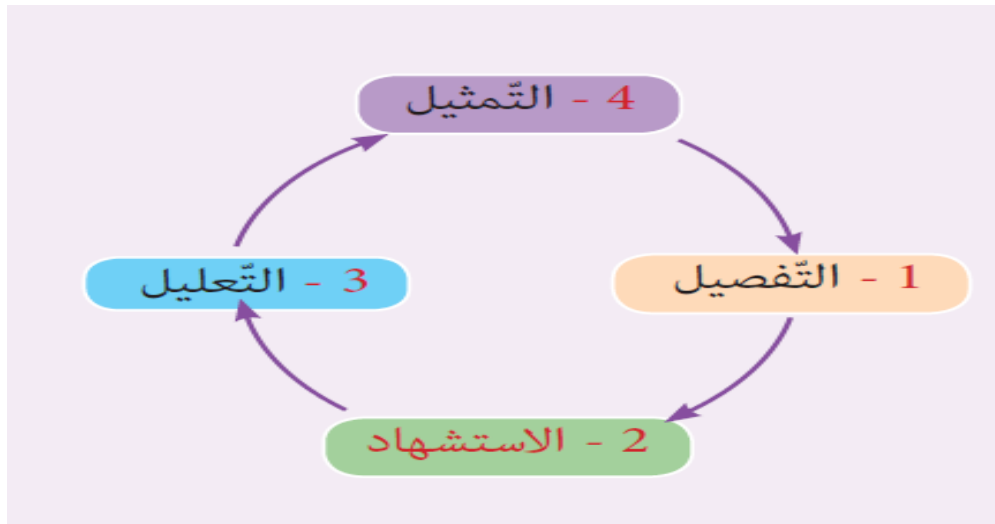 4 - التّمثيل
1 - التّفصيل
3 - التّعليل
2 - الاستشهاد